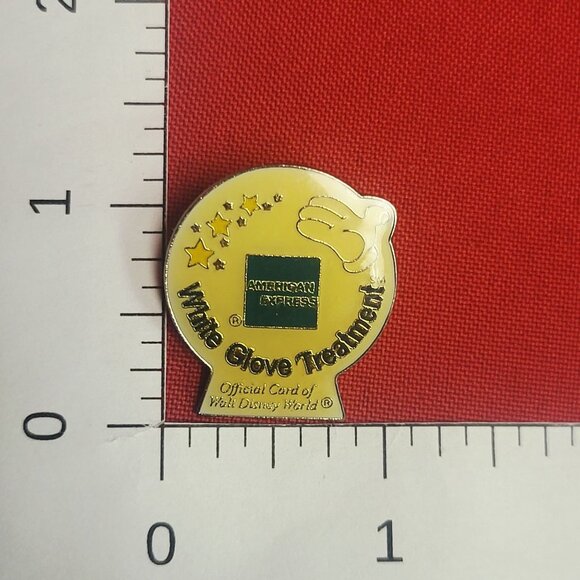 2
1
AMERICAN
EXPRESS
®
White Glove Treatment
Official Card of
Walt Disney World ®
0
0
1